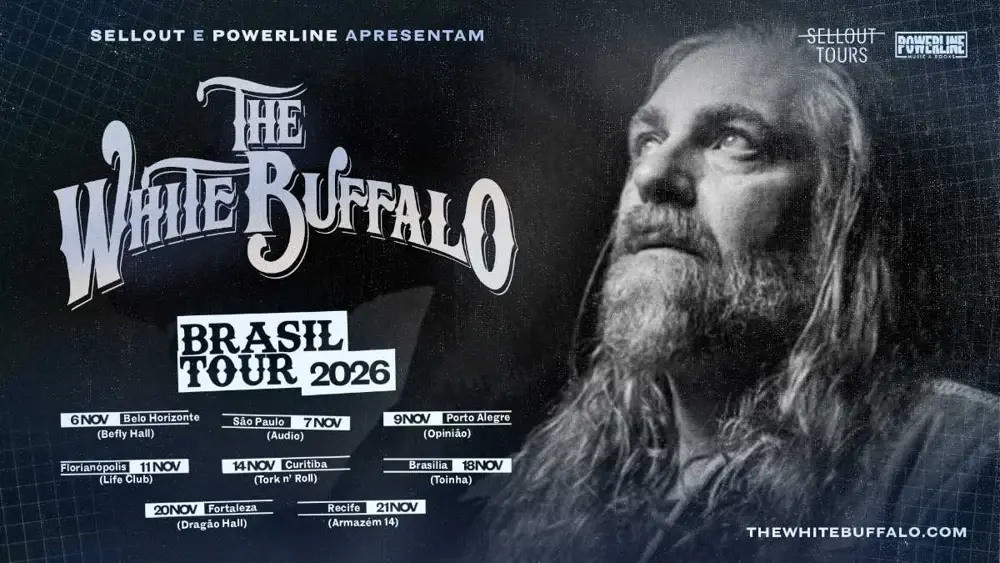 SELLOUT E POWERLINE APRESENTAM
SELLOUT
TOURS
POWERLINE
MUSIC & BOOKS
THE
WHITE BUFFALO
BRASIL
TOUR 2026
6 NOV Belo Horizonte
(Befly Hall)
São Paulo 7 NOV
(Audio)
9 NOV Porto Alegre
(Opinião)
Florianópolis 11 NOV
(Life Club)
14 NOV Curitiba
(Tork n' Roll)
Brasilia 18 NOV
(Toinha)
20 NOV Fortaleza
(Dragão Hall)
Recife 21 NOV
(Armazém 14)
THEWHITEBUFFALO.COM